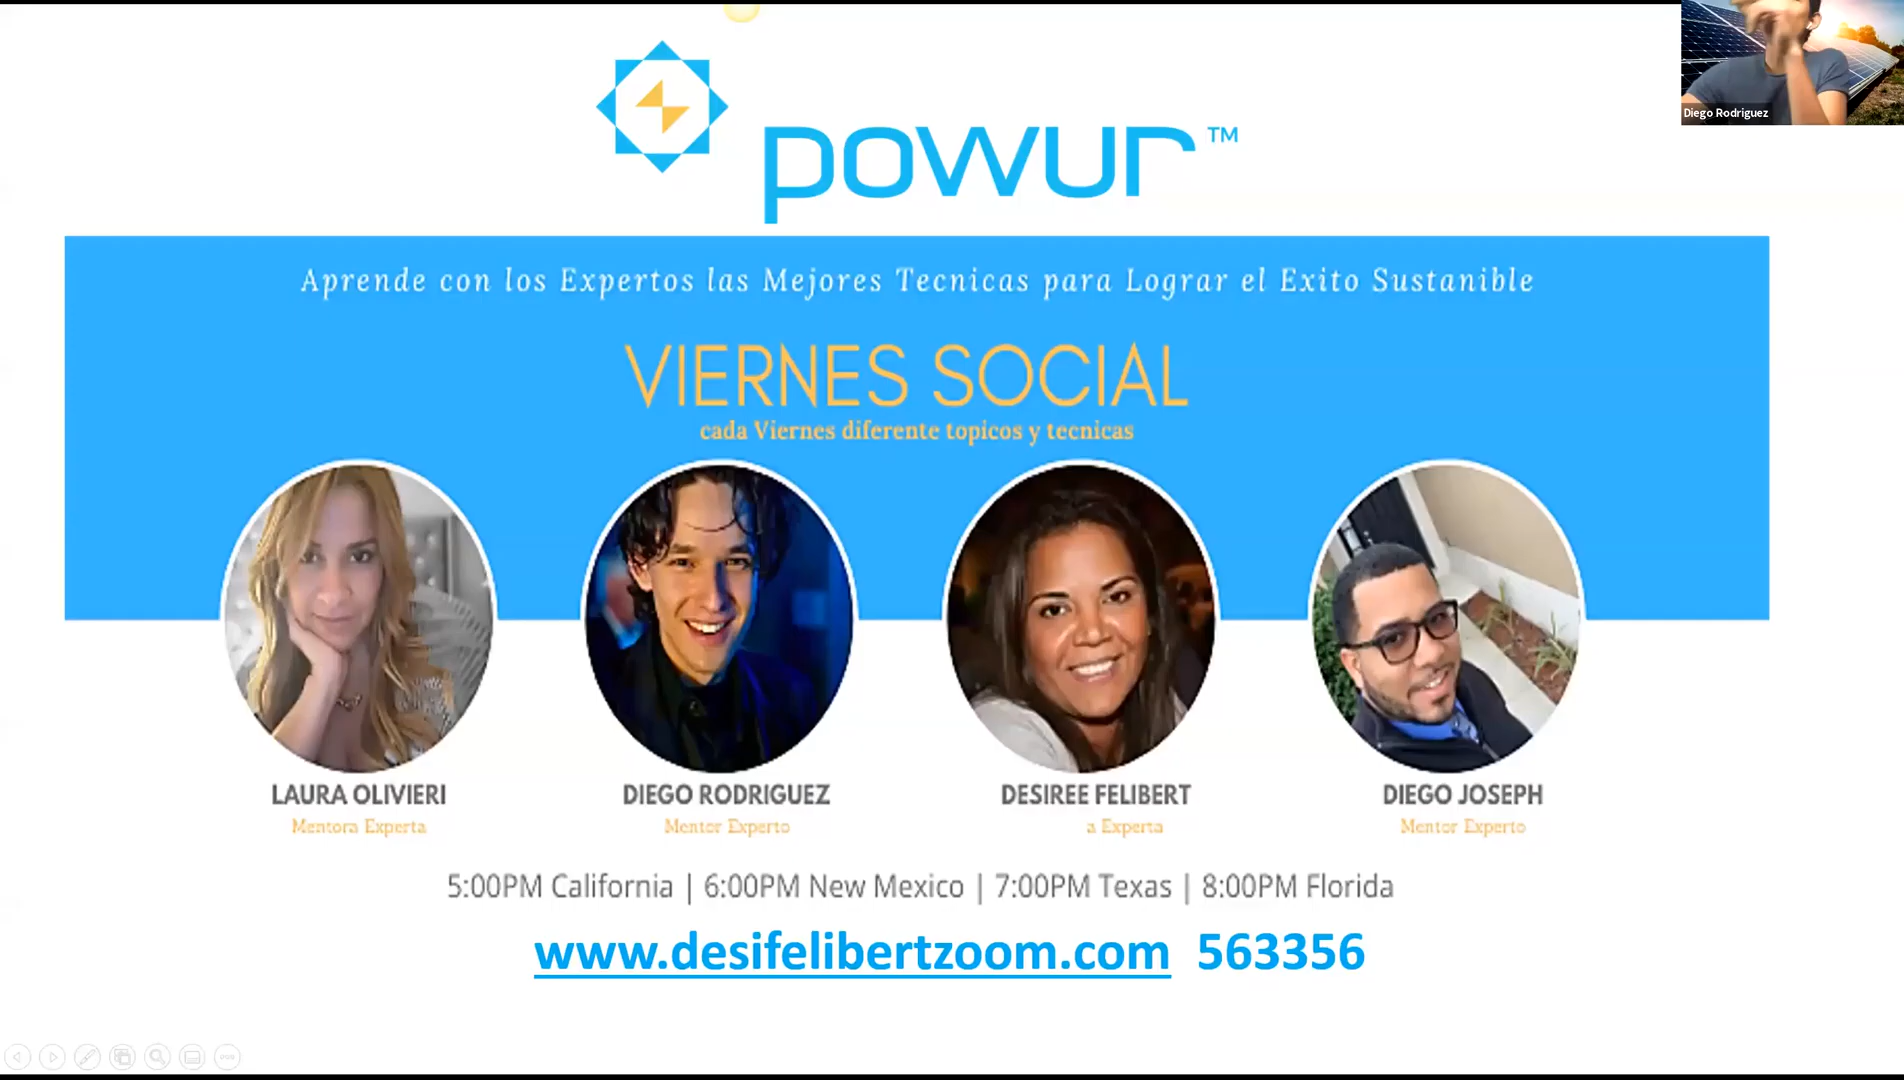 powur™
Diego Rodriguez
Aprende con los Expertos las Mejores Tecnicas para Lograr el Exito Sustanible
VIERNES SOCIAL
cada Viernes diferente topicos y tecnicas
LAURA OLIVIERI
Mentora Experta
DIEGO RODRIGUEZ
Mentor Experto
DESIREE FELIBERT
a Experta
DIEGO JOSEPH
Mentor Experto
5:00PM California | 6:00PM New Mexico | 7:00PM Texas | 8:00PM Florida
www.desifelibertzoom.com 563356